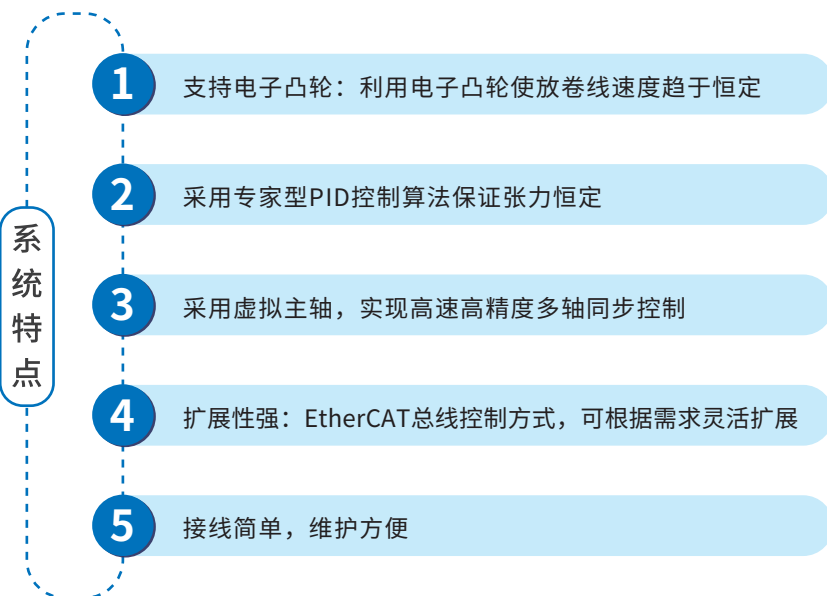 系统特点
1
支持电子凸轮：利用电子凸轮使放卷线速度趋于恒定
2
采用专家型PID控制算法保证张力恒定
3
采用虚拟主轴，实现高速高精度多轴同步控制
4
扩展性强：EtherCAT总线控制方式，可根据需求灵活扩展
5
接线简单，维护方便